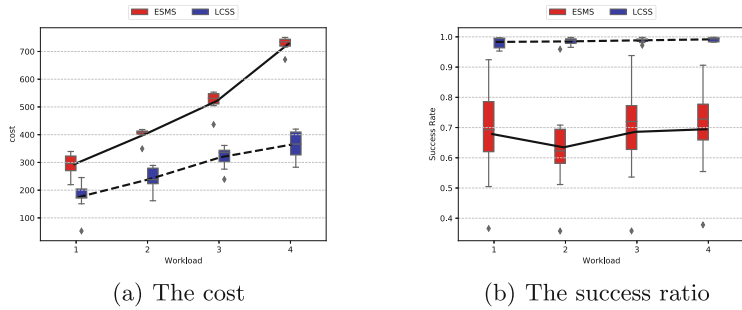 ESMS LCSS
700
600
500
400
300
200
100
cost
1 2 3 4
Workload
(a) The cost
ESMS LCSS
1.0
0.9
0.8
0.7
0.6
0.5
0.4
Success Rate
1 2 3 4
Workload
(b) The success ratio